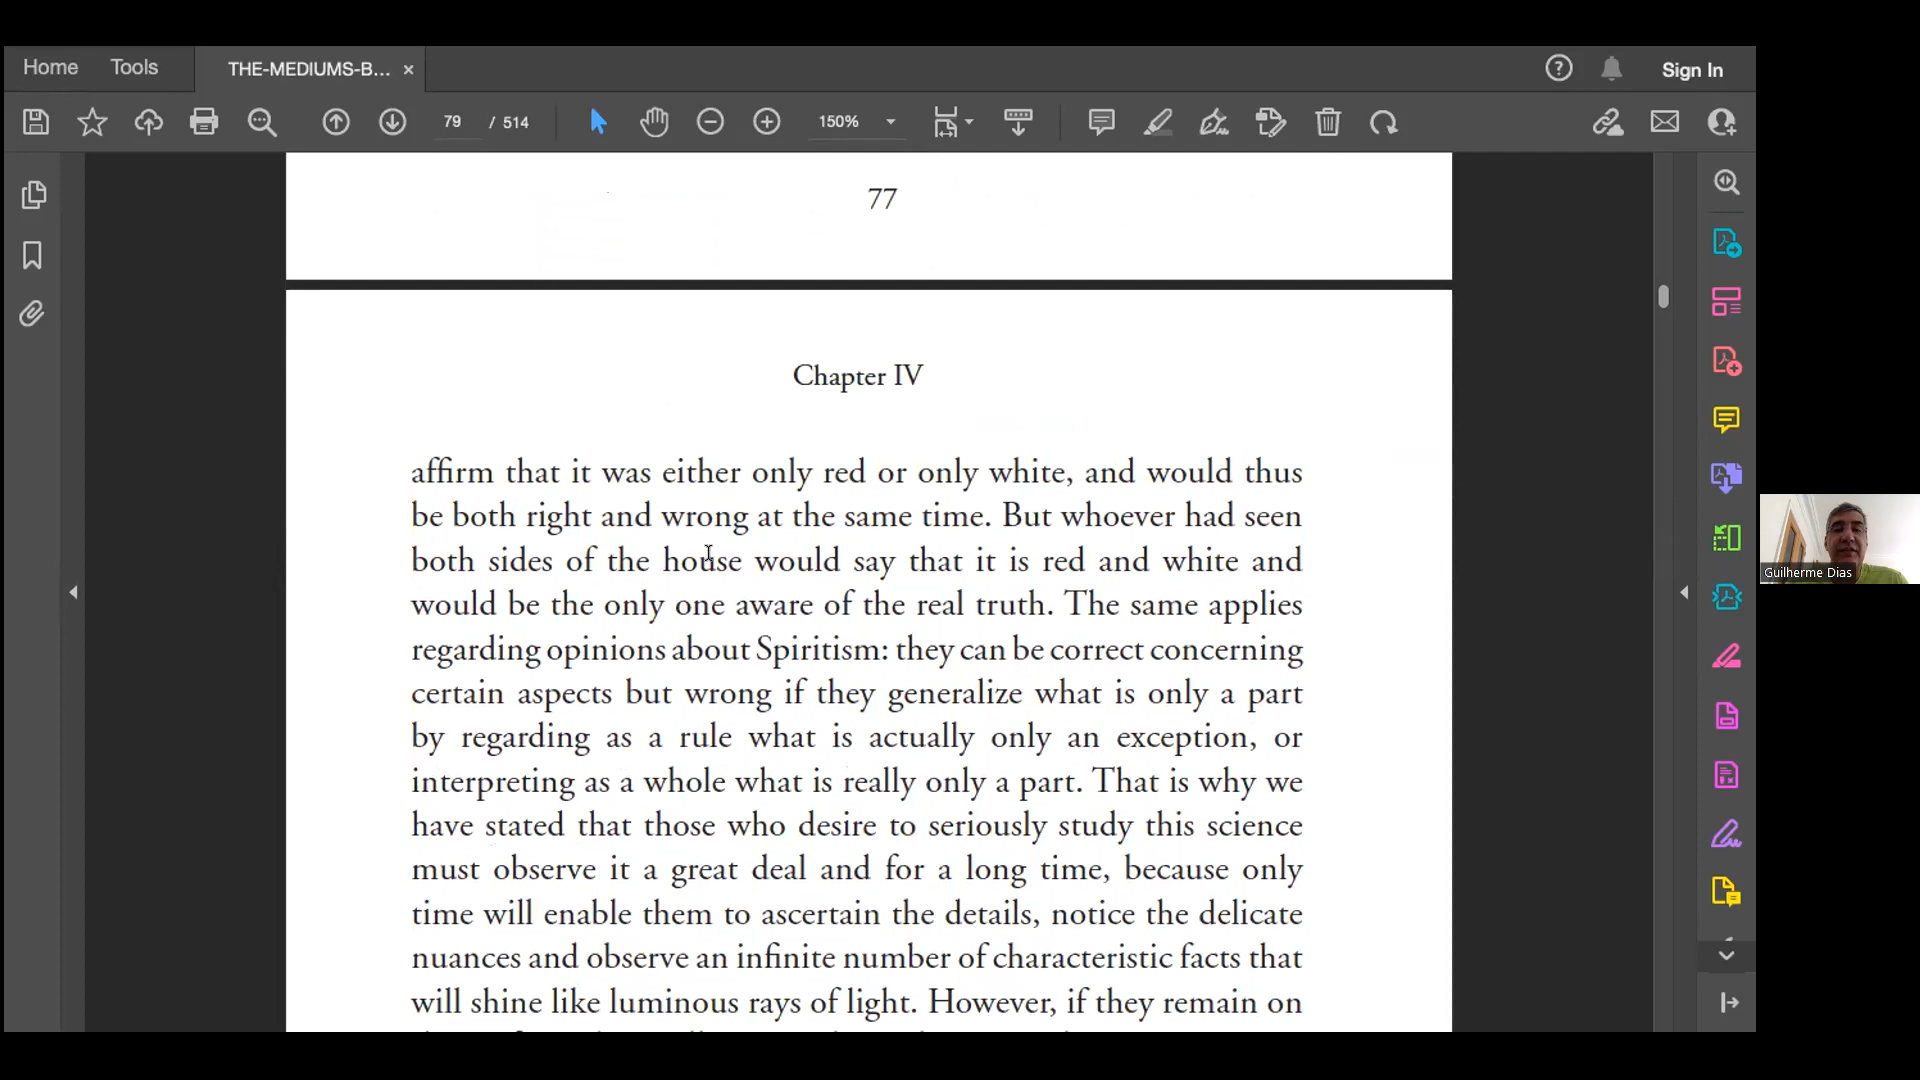 Home Tools THE-MEDIUMS-B... × Sign In
79 / 514 150%
77
Chapter IV
affirm that it was either only red or only white, and would thus
be both right and wrong at the same time. But whoever had seen
both sides of the house would say that it is red and white and
would be the only one aware of the real truth. The same applies
regarding opinions about Spiritism: they can be correct concerning
certain aspects but wrong if they generalize what is only a part
by regarding as a rule what is actually only an exception, or
interpreting as a whole what is really only a part. That is why we
have stated that those who desire to seriously study this science
must observe it a great deal and for a long time, because only
time will enable them to ascertain the details, notice the delicate
nuances and observe an infinite number of characteristic facts that
will shine like luminous rays of light. However, if they remain on
Guilherme Dias